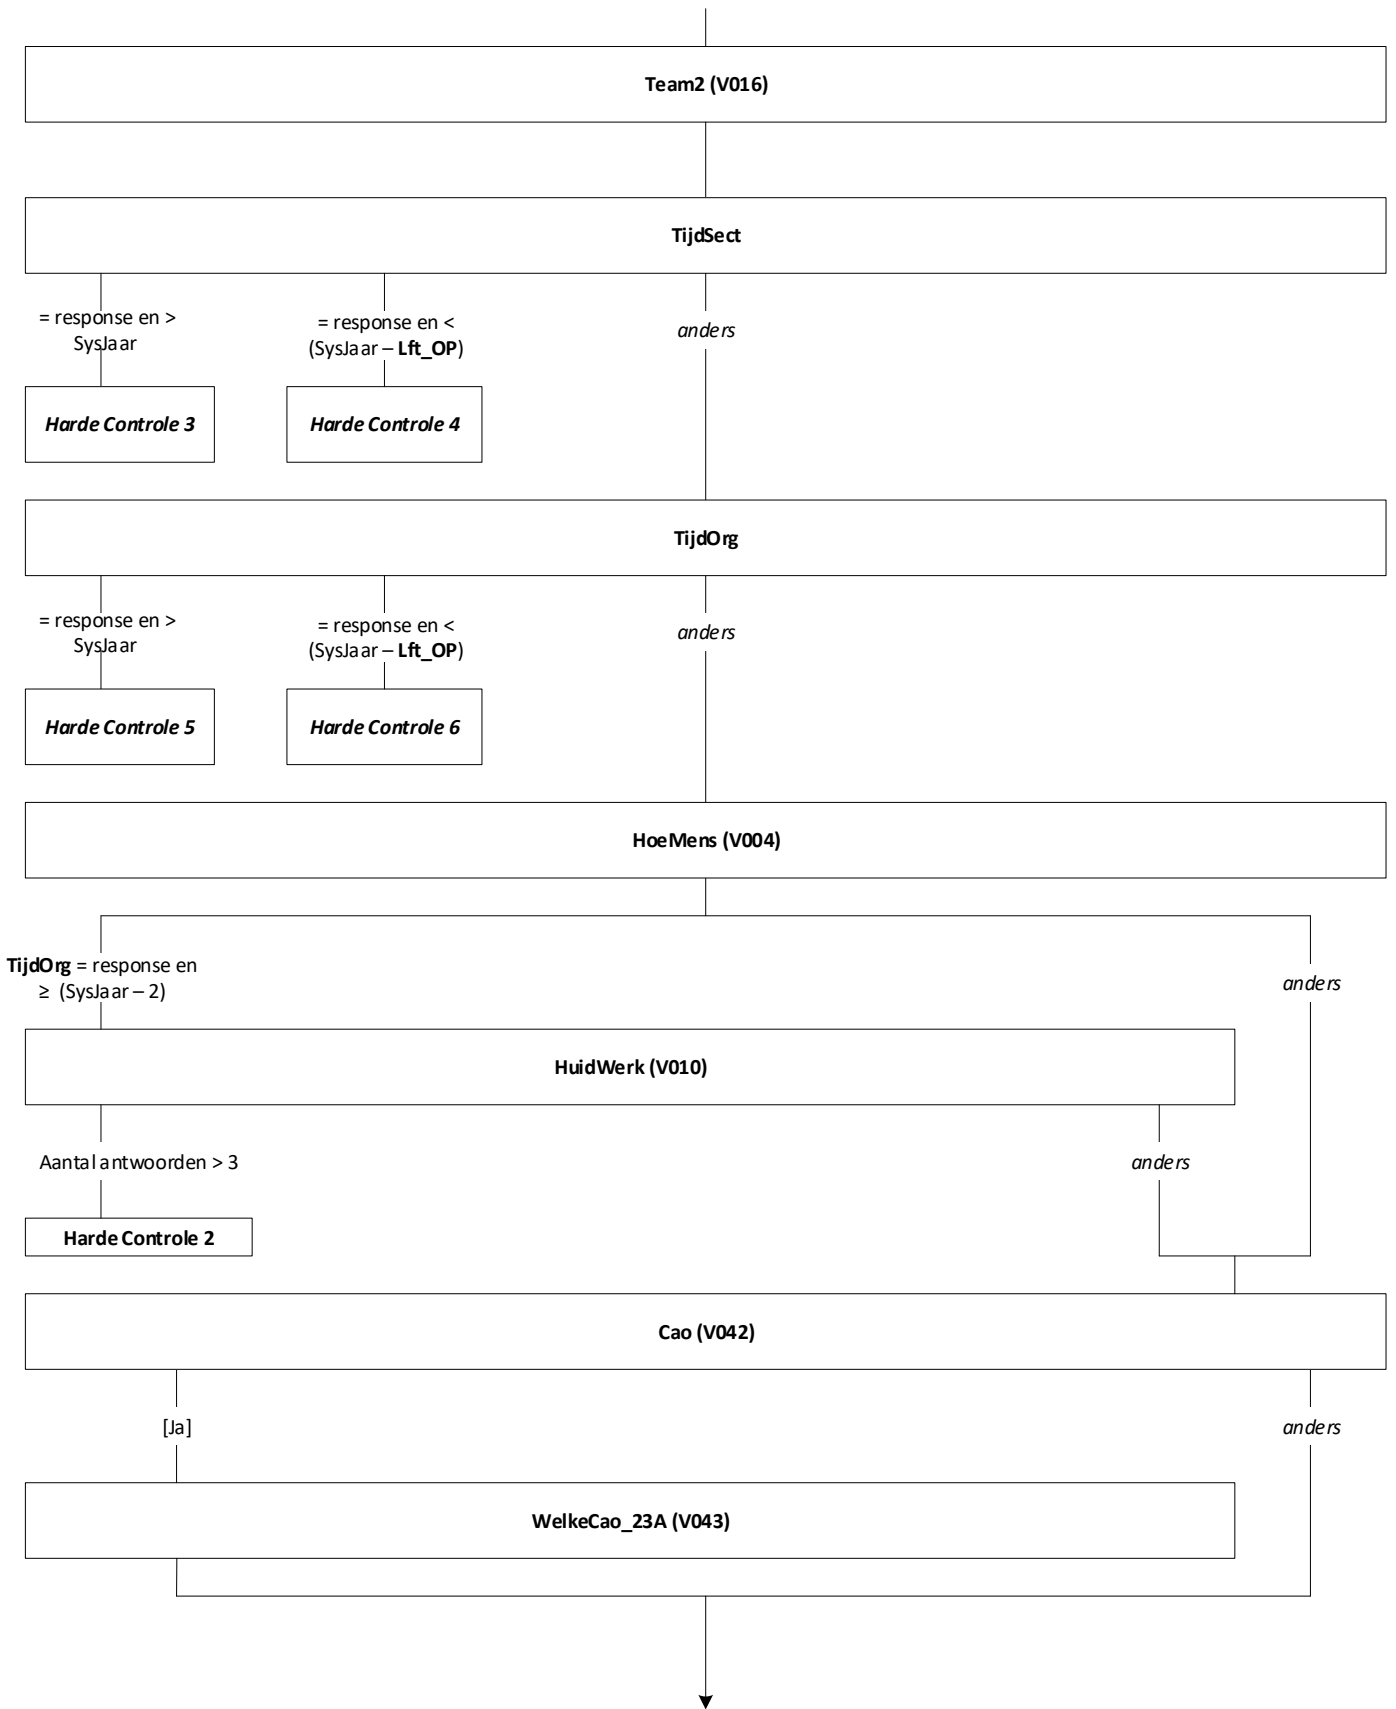 Team2 (V016)
TijdSect
= response en >
SysJaar
= response en <
(SysJaar – Lft_OP)
anders
Harde Controle 3
Harde Controle 4
TijdOrg
= response en >
SysJaar
= response en <
(SysJaar – Lft_OP)
anders
Harde Controle 5
Harde Controle 6
HoeMens (V004)
TijdOrg = response en
≥ (SysJaar – 2)
anders
HuidWerk (V010)
Aantal antwoorden > 3
anders
Harde Controle 2
Cao (V042)
[Ja]
anders
WelkeCao_23A (V043)